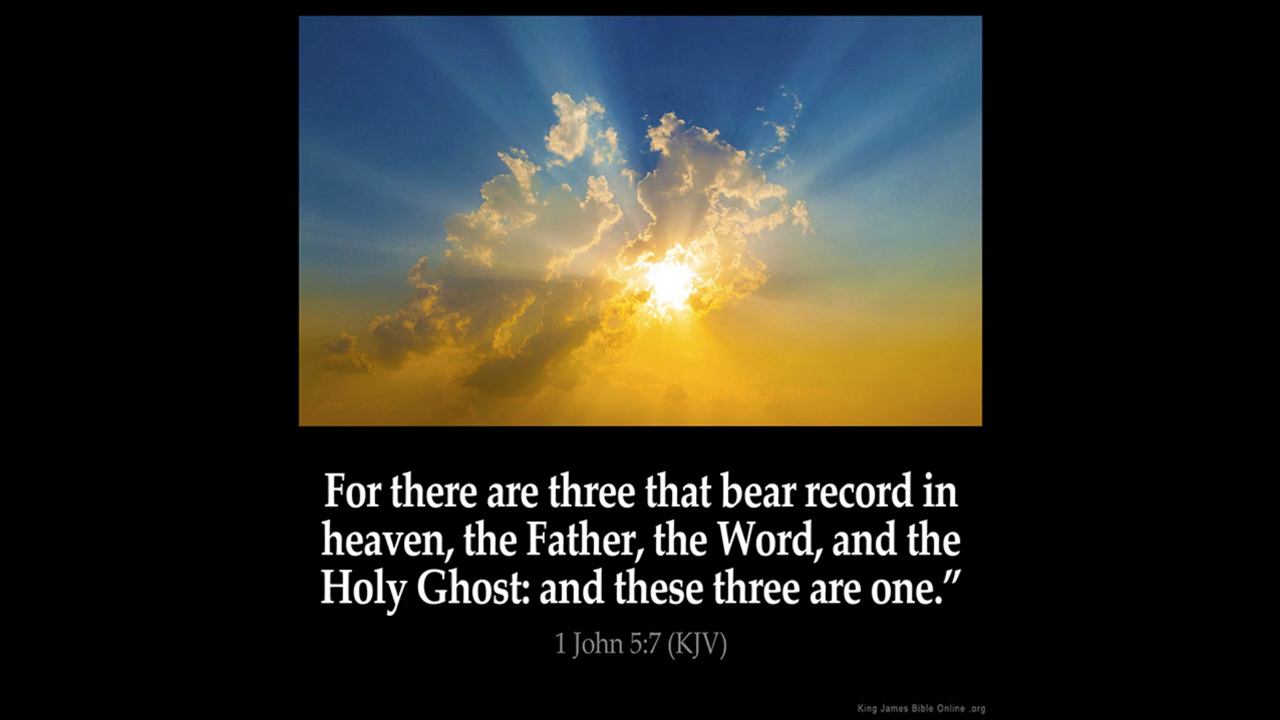 For there are three that bear record in
heaven, the Father, the Word, and the
Holy Ghost: and these three are one.”
1 John 5:7 (KJV)
King James Bible Online .org